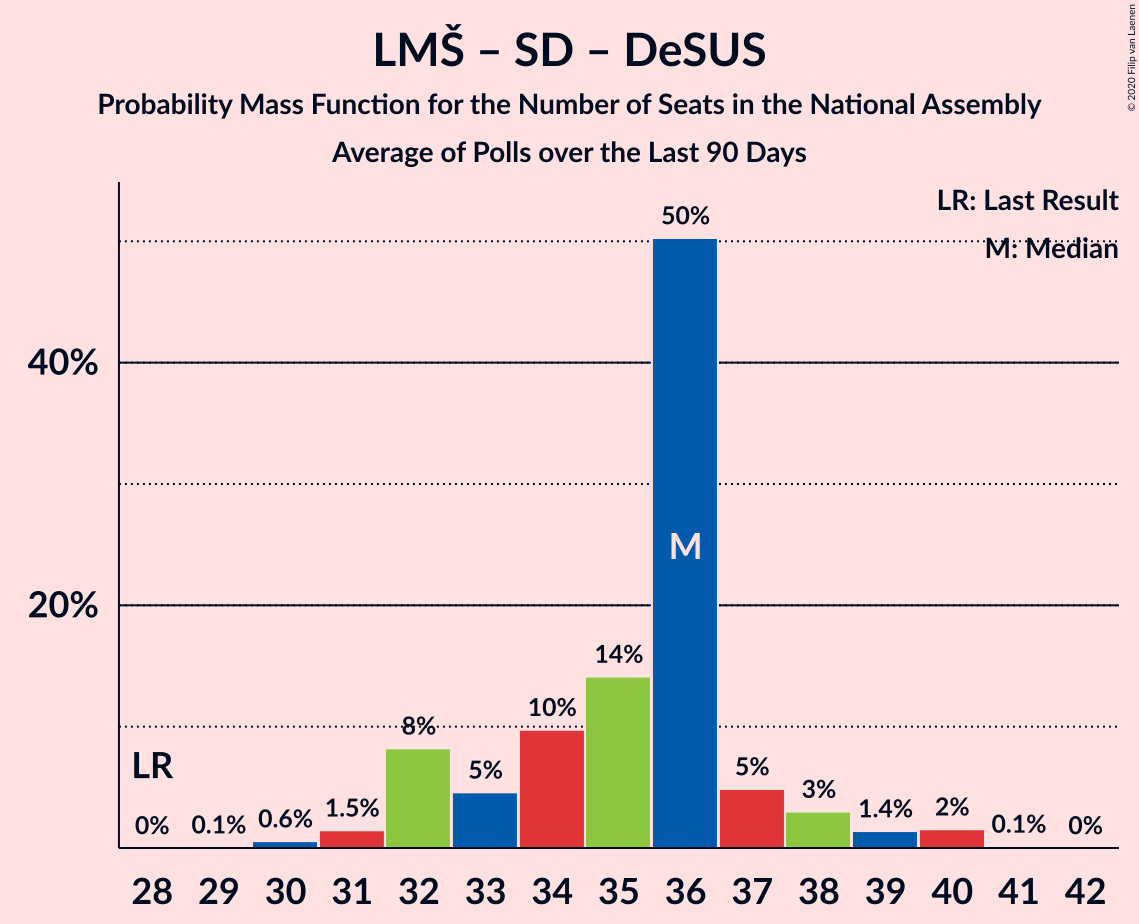 LMŠ – SD – DeSUS
Probability Mass Function for the Number of Seats in the National Assembly
Average of Polls over the Last 90 Days
© 2020 Filip van Laenen
LR: Last Result
M: Median
50%
40%
M
20%
14%
10%
8%
LR
5%
5%
3%
0%
0.1%
0.6%
1.5%
1.4%
2%
0.1%
0%
28 29 30 31 32 33 34 35 36 37 38 39 40 41 42